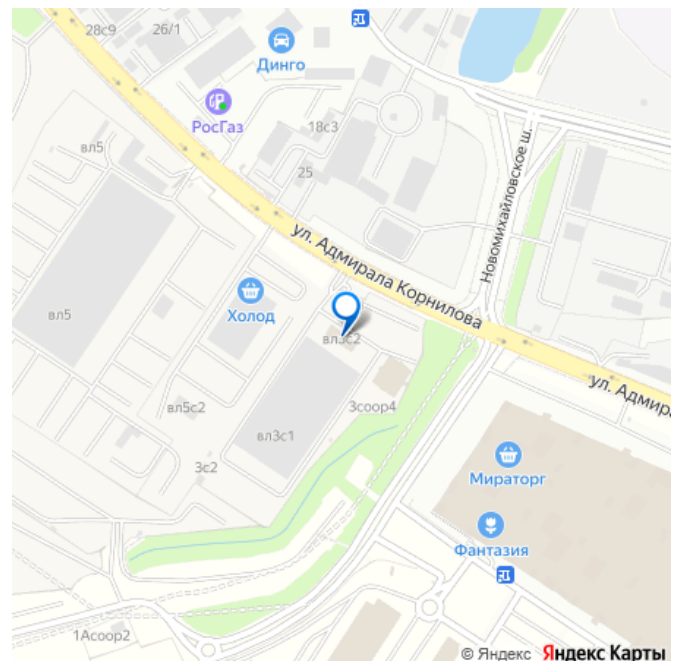 28с9
26/1
Динго
РосГаз
18с3
вл5
25
Новомихайловское ш.
ул. Адмирала Корнилова
Холод
вл5
вл3с2
ул. Адмир
вл5с2
3соор4
вл3с1
3с2
Мираторг
Фантазия
1Асоор2
© Яндекс Яндекс Карты